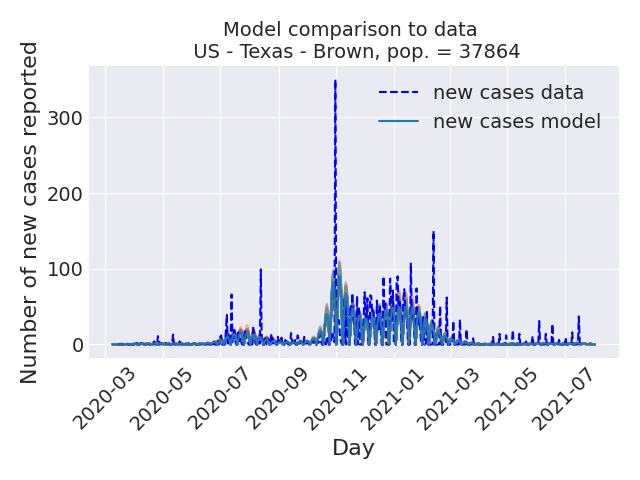 Model comparison to data
US - Texas - Brown, pop. = 37864
Number of new cases reported
300
200
100
0
new cases data
new cases model
2020-03
2020-05
2020-07
2020-09
2020-11
2021-01
2021-03
2021-05
2021-07
Day